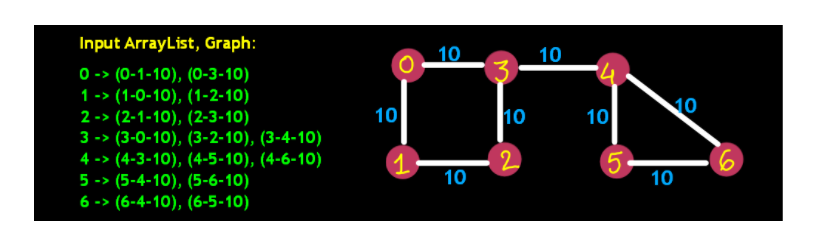 Input ArrayList, Graph:
0 -> (0-1-10), (0-3-10)
1 -> (1-0-10), (1-2-10)
2 -> (2-1-10), (2-3-10)
3 -> (3-0-10), (3-2-10), (3-4-10)
4 -> (4-3-10), (4-5-10), (4-6-10)
5 -> (5-4-10), (5-6-10)
6 -> (6-4-10), (6-5-10)
10 10
0 3 4
10 10 10 10
1 2 5 6
10 10